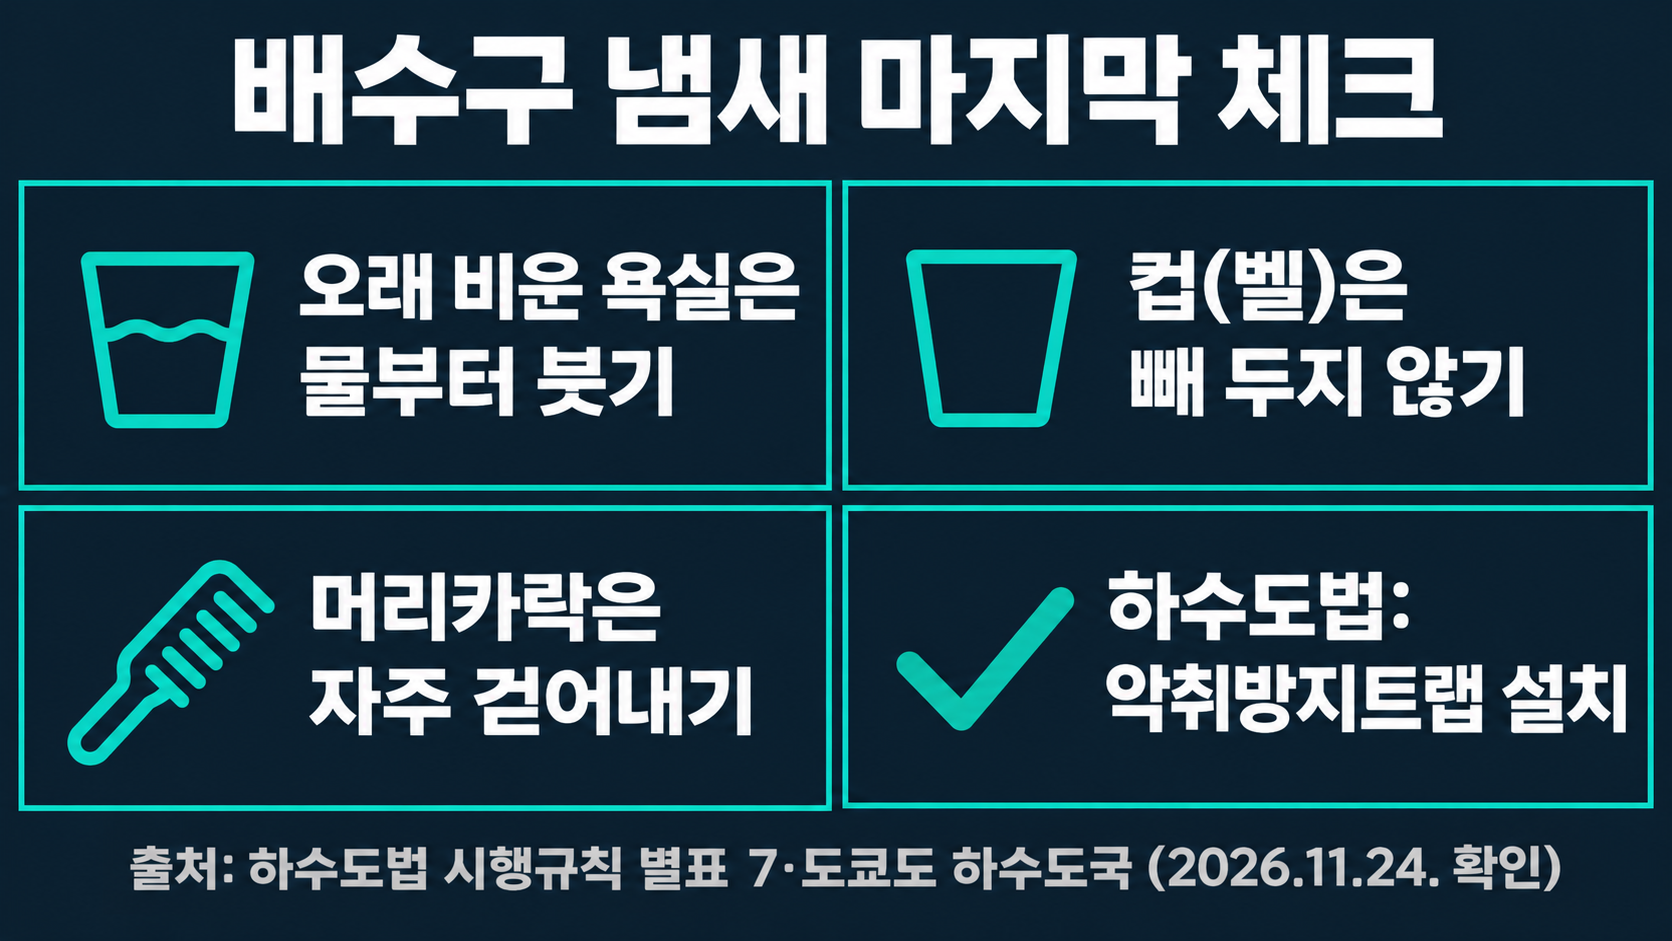 배수구 냄새 마지막 체크
오래 비운 욕실은
물부터 붓기
컵(벨)은
빼 두지 않기
머리카락은
자주 걷어내기
하수도법:
악취방지트랩 설치
출처: 하수도법 시행규칙 별표 7·도쿄도 하수도국 (2026.11.24. 확인)